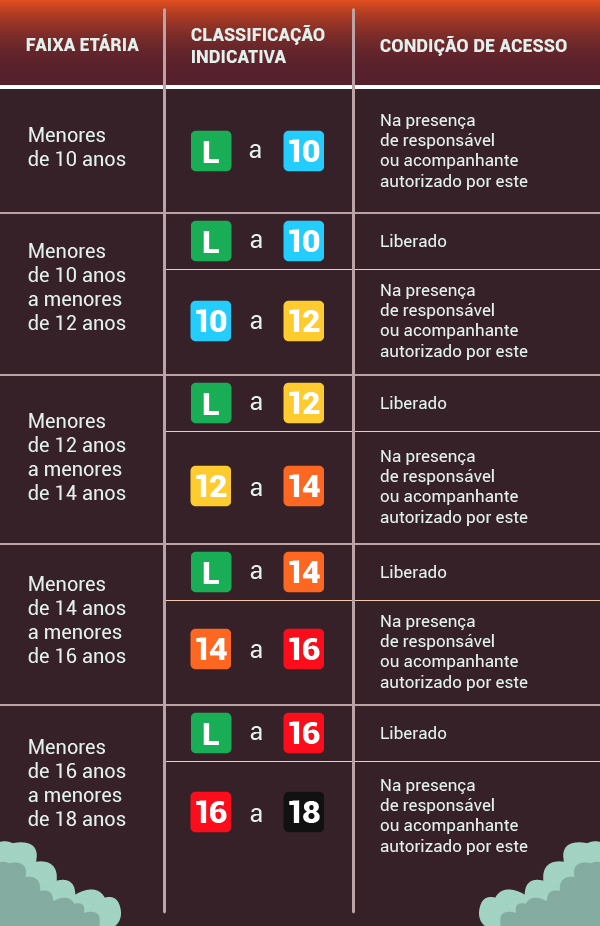 FAIXA ETÁRIA
CLASSIFICAÇÃO
INDICATIVA
CONDIÇÃO DE ACESSO
Menores
de 10 anos
L a 10
Na presença
de responsável
ou acompanhante
autorizado por este
Menores
de 10 anos
a menores
de 12 anos
L a 10
Liberado
10 a 12
Na presença
de responsável
ou acompanhante
autorizado por este
Menores
de 12 anos
a menores
de 14 anos
L a 12
Liberado
12 a 14
Na presença
de responsável
ou acompanhante
autorizado por este
Menores
de 14 anos
a menores
de 16 anos
L a 14
Liberado
14 a 16
Na presença
de responsável
ou acompanhante
autorizado por este
Menores
de 16 anos
a menores
de 18 anos
L a 16
Liberado
16 a 18
Na presença
de responsável
ou acompanhante
autorizado por este